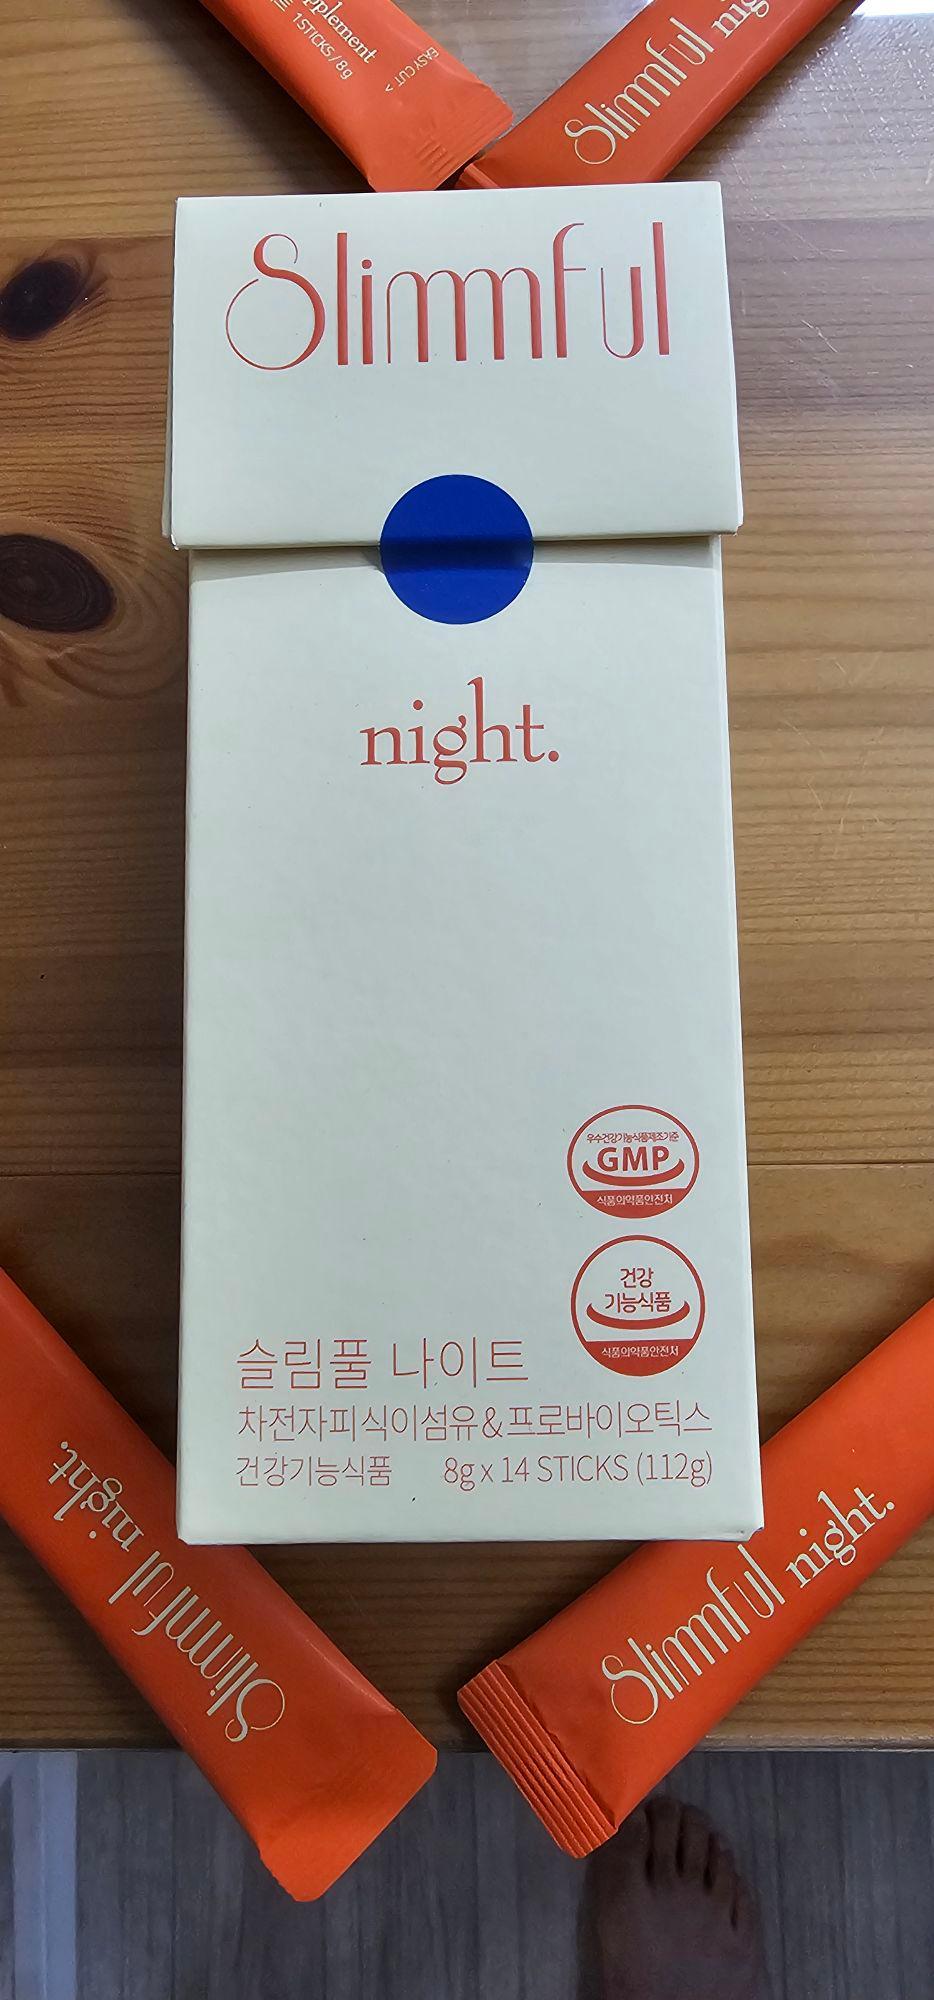 pplement
1 STICKS / 8g
EASY CUT
Slimmful nig
Slimmful
night.
우수건강기능식품제조기준
GMP
식품의약품안전처
건강
기능식품
식품의약품안전처
슬림풀 나이트
차전자피식이섬유&프로바이오틱스
건강기능식품 8g x 14 STICKS (112g)
Slimmful night.
Slimmful night.